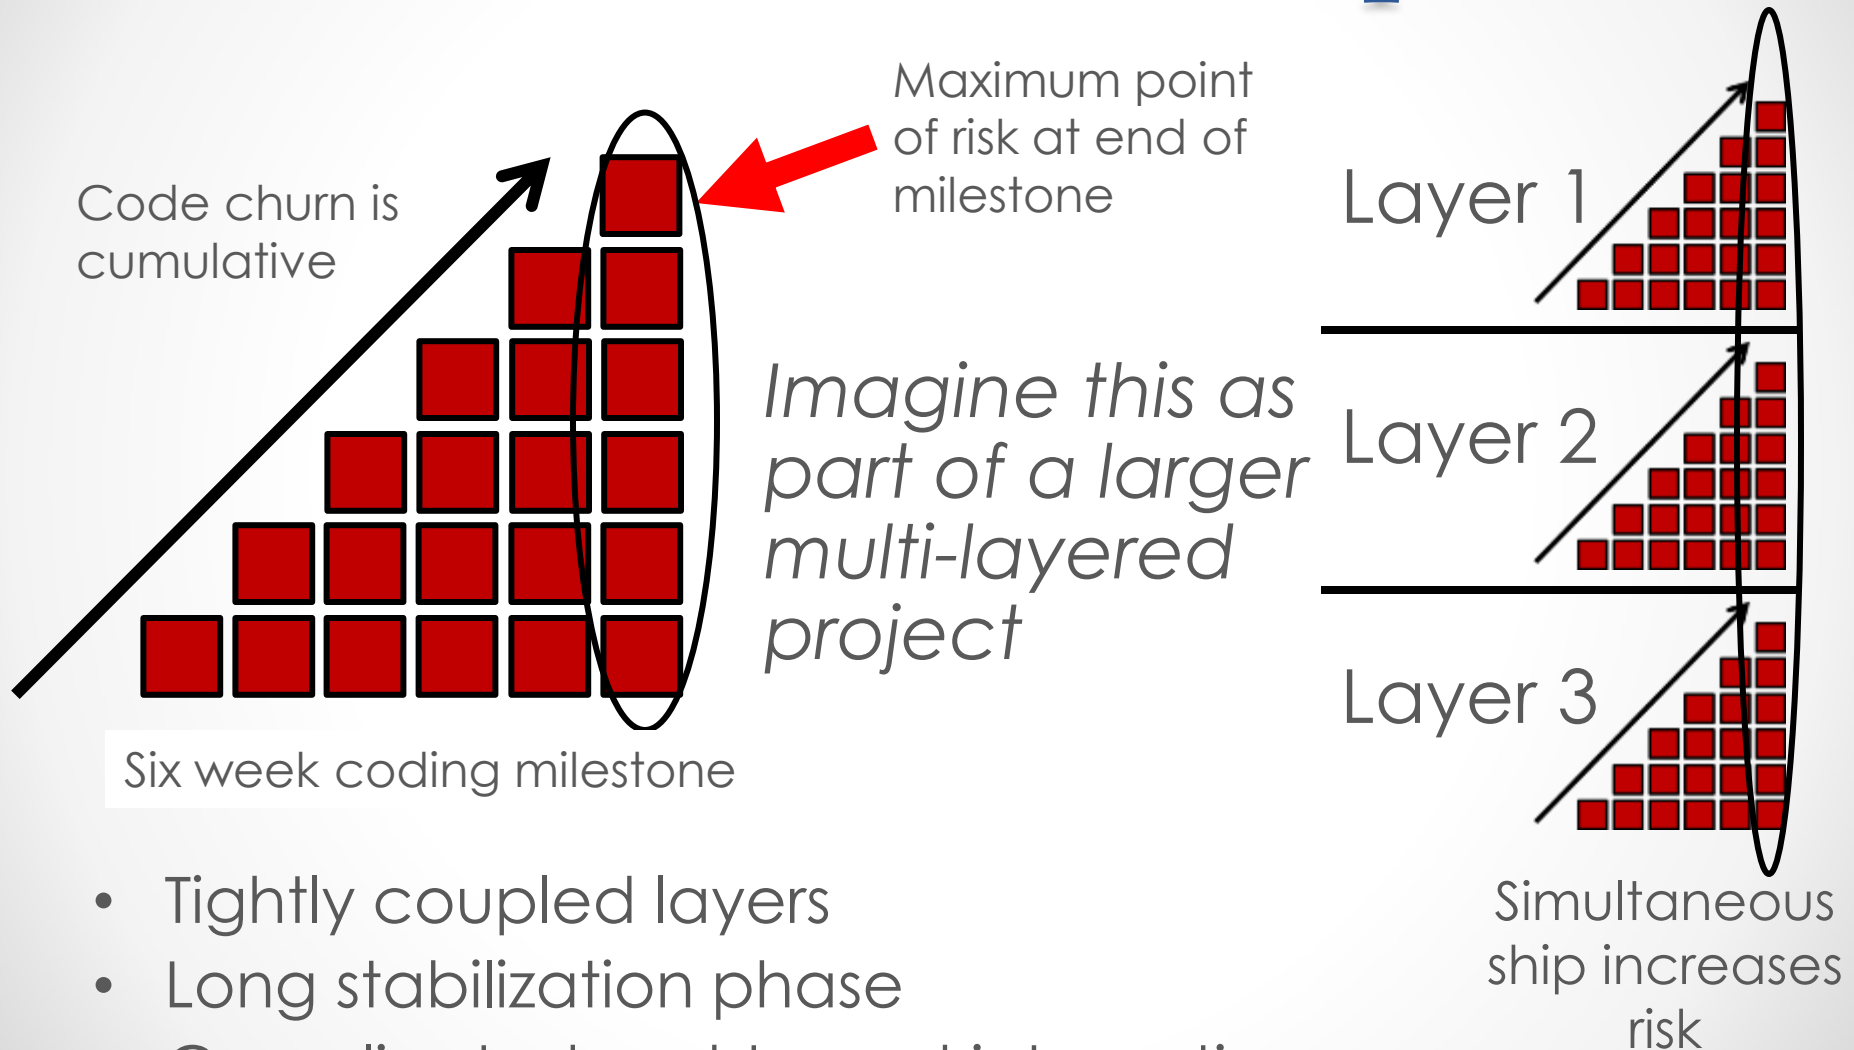 Code churn is
cumulative
Maximum point
of risk at end of
milestone
Imagine this as
part of a larger
multi-layered
project
Six week coding milestone
Layer 1
Layer 2
Layer 3
Simultaneous
ship increases
risk
• Tightly coupled layers
• Long stabilization phase